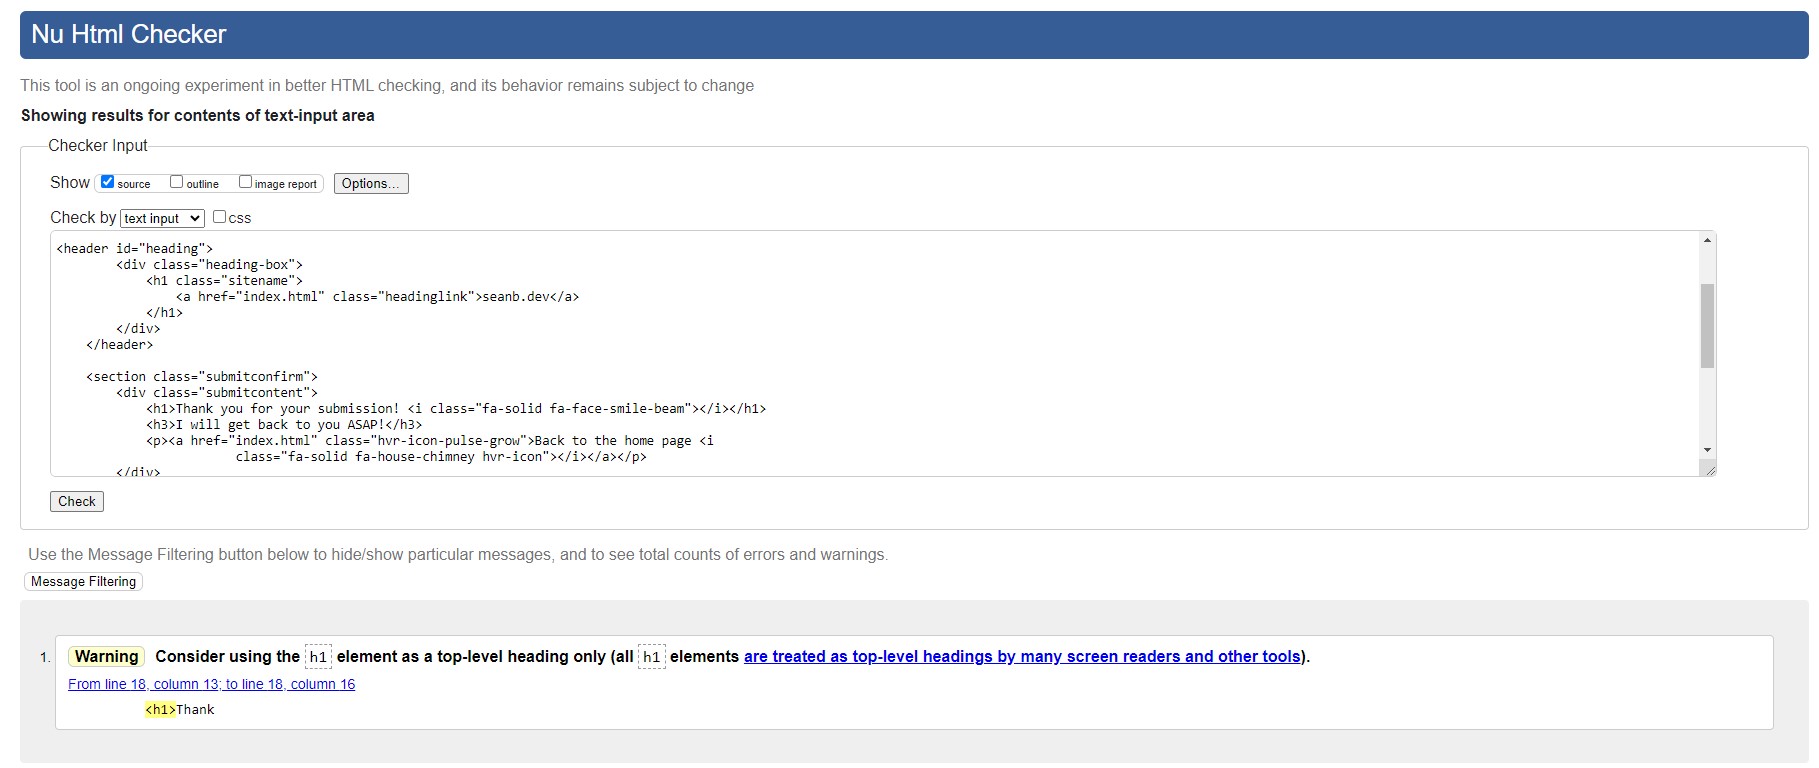 Nu Html Checker
This tool is an ongoing experiment in better HTML checking, and its behavior remains subject to change
Showing results for contents of text-input area
Checker Input
Show source outline image report Options...
Check by text input css
<header id="heading">
        <div class="heading-box">
            <h1 class="sitename">
                <a href="index.html" class="headinglink">seanb.dev</a>
            </h1>
        </div>
    </header>
    <section class="submitconfirm">
        <div class="submitcontent">
            <h1>Thank you for your submission! <i class="fa-solid fa-face-smile-beam"></i></h1>
            <h3>I will get back to you ASAP!</h3>
            <p><a href="index.html" class="hvr-icon-pulse-grow">Back to the home page <i
                        class="fa-solid fa-house-chimney hvr-icon"></i></a></p>
        </div>
Check
Use the Message Filtering button below to hide/show particular messages, and to see total counts of errors and warnings.
Message Filtering
1. Warning Consider using the h1 element as a top-level heading only (all h1 elements are treated as top-level headings by many screen readers and other tools).
From line 18, column 13; to line 18, column 16
<h1>Thank